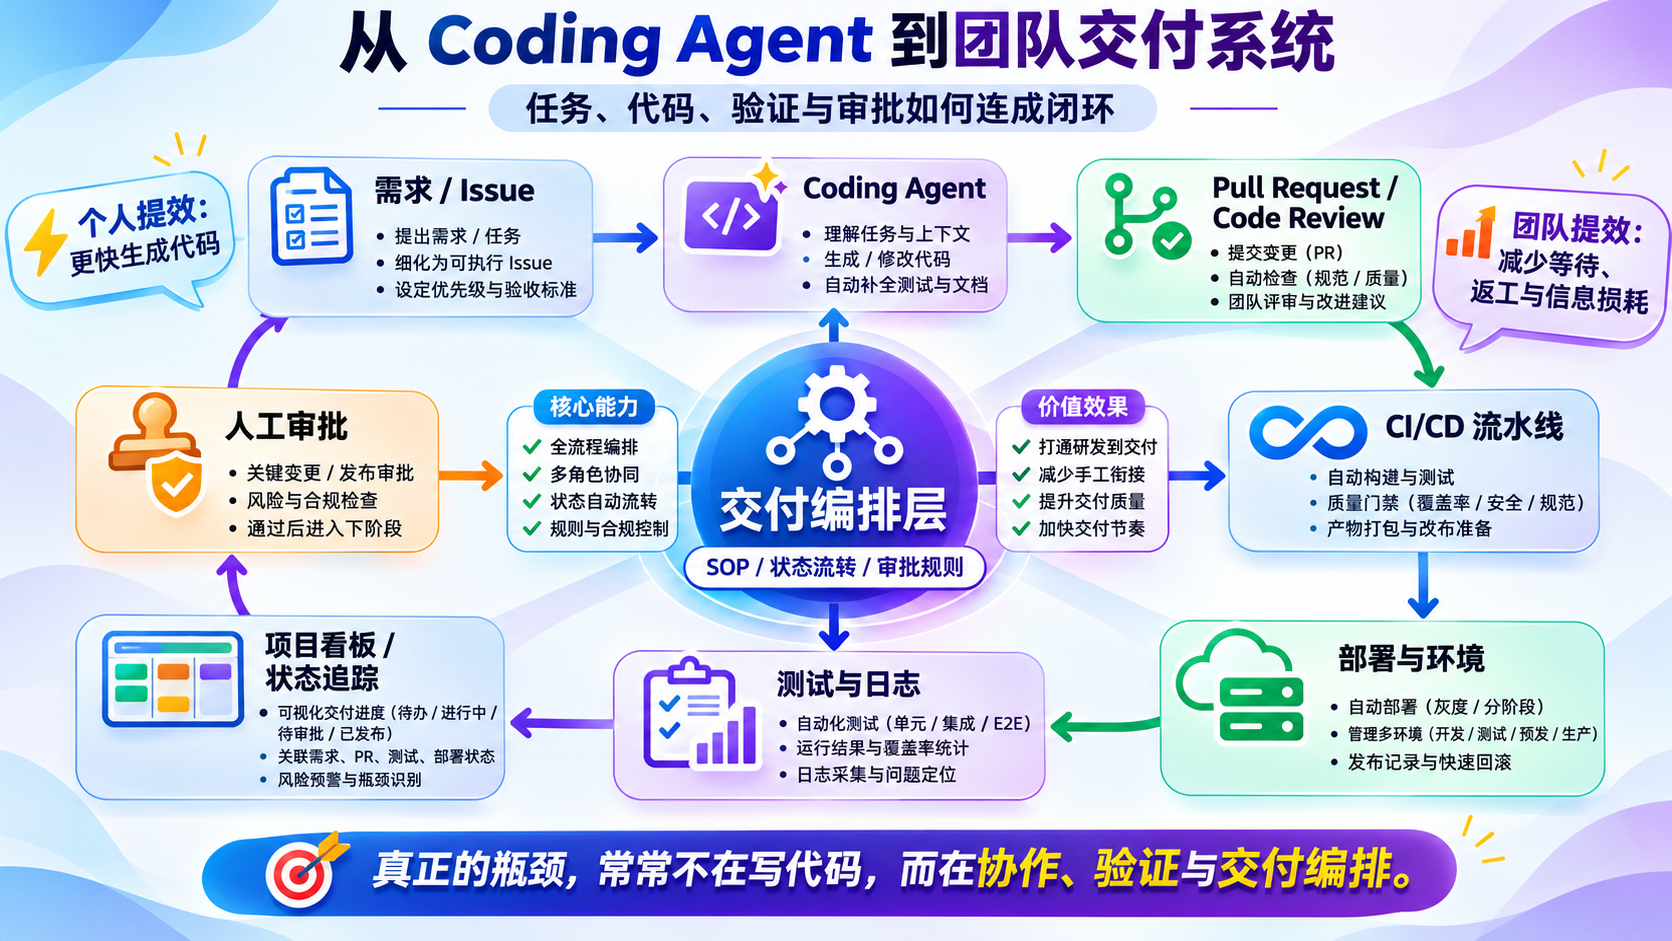 从 Coding Agent 到团队交付系统
任务、代码、验证与审批如何连成闭环
个人提效：
更快生成代码
需求 / Issue
• 提出需求 / 任务
• 细化为可执行 Issue
• 设定优先级与验收标准
Coding Agent
• 理解任务与上下文
• 生成 / 修改代码
• 自动补全测试与文档
Pull Request /
Code Review
• 提交变更（PR）
• 自动检查（规范 / 质量）
• 团队评审与改进建议
团队提效：
减少等待、
返工与信息损耗
人工审批
• 关键变更 / 发布审批
• 风险与合规检查
• 通过后进入下阶段
核心能力
全流程编排
多角色协同
状态自动流转
规则与合规控制
交付编排层
SOP / 状态流转 / 审批规则
价值效果
打通研发到交付
减少手工衔接
提升交付质量
加快交付节奏
CI/CD 流水线
• 自动构建与测试
• 质量门禁（覆盖率 / 安全 / 规范）
• 产物打包与改布准备
项目看板 /
状态追踪
• 可视化交付进度（待办 / 进行中 /
待审批 / 已发布）
• 关联需求、PR、测试、部署状态
• 风险预警与瓶颈识别
测试与日志
• 自动化测试（单元 / 集成 / E2E）
• 运行结果与覆盖率统计
• 日志采集与问题定位
部署与环境
• 自动部署（灰度 / 分阶段）
• 管理多环境（开发 / 测试 / 预发 / 生产）
• 发布记录与快速回滚
真正的瓶颈，常常不在写代码，而在协作、验证与交付编排。